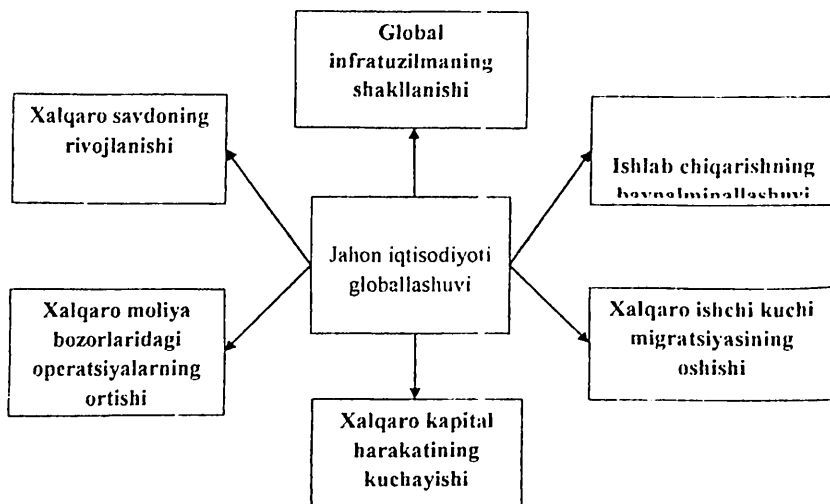 Global
infratuzilmaning
shakllanishi
Xalqaro savdoning
rivojlanishi
Ishlab chiqarishning
baynalminallashuvi
Jahon iqtisodiyoti
globallashuvi
Xalqaro moliya
bozorlaridagi
operatsiyalarning
ortishi
Xalqaro ishchi kuchi
migratsiyasining
oshishi
Xalqaro kapital
harakatining
kuchayishi